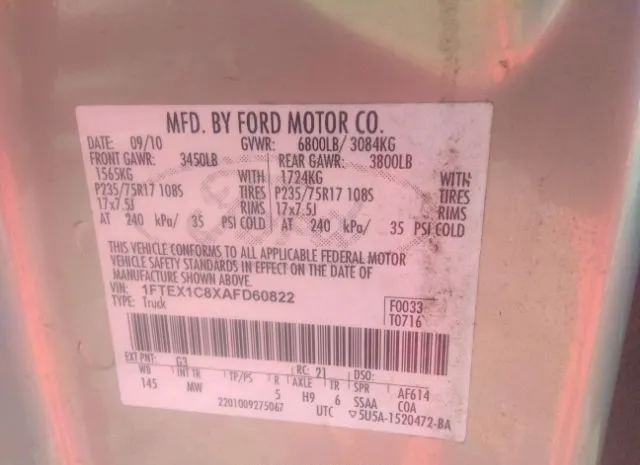 MFD. BY FORD MOTOR CO.
DATE: 09/10 GVWR: 6800LB/ 3084KG
FRONT GAWR: 3450LB REAR GAWR: 3800LB
1565KG WITH 1724KG WITH
P235/75R17 108S TIRES P235/75R17 108S TIRES
17x7.5J RIMS 17x7.5J RIMS
AT 240 kPa/ 35 PSI COLD AT 240 kPa/ 35 PSI COLD
THIS VEHICLE CONFORMS TO ALL APPLICABLE FEDERAL MOTOR
VEHICLE SAFETY STANDARDS IN EFFECT ON THE DATE OF
MANUFACTURE SHOWN ABOVE.
VIN: 1FTEX1C8XAFD60822 F0033
TYPE: Truck T0716
EXT PNT: G3 RC: 21 DSO:
WB INT TR TP/PS R AXLE TR SPR AF614
145 MW 5 H9 6 SSAA COA
2201009275067 UTC ▽5U5A-1520472-BA